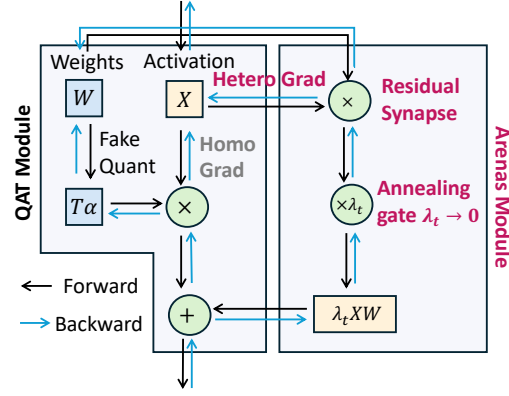 Weights
Activation
Hetero Grad
W
X
×
Residual
Synapse
QAT Module
Fake
Quant
Homo
Grad
Arenas Module
Tα
×
×λₜ
Annealing
gate λₜ → 0
Forward
Backward
+
λₜXW